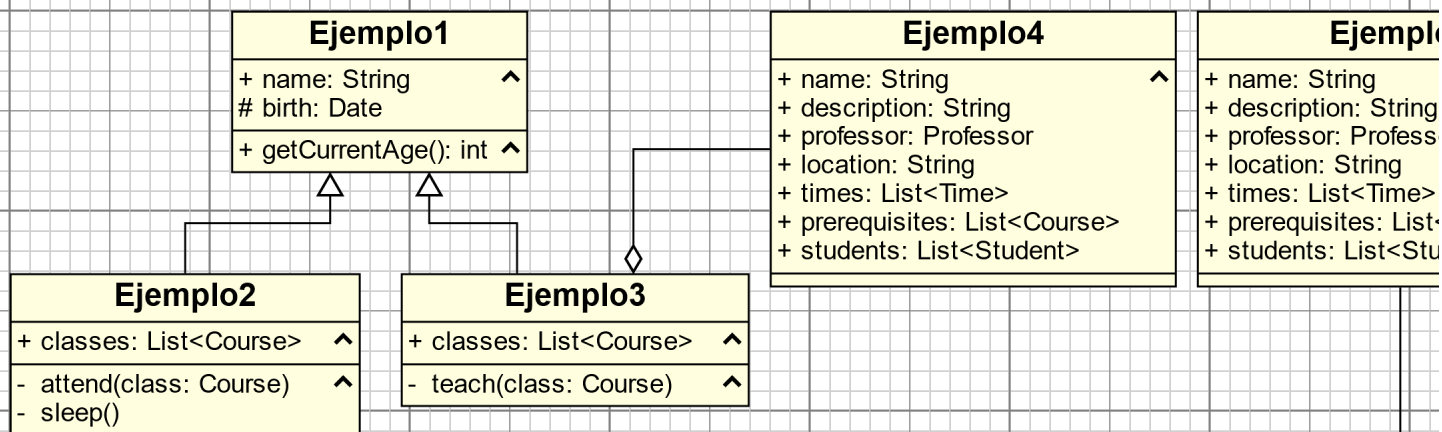 Ejemplo1
+ name: String
# birth: Date
+ getCurrentAge(): int
Ejemplo4
+ name: String
+ description: String
+ professor: Professor
+ location: String
+ times: List<Time>
+ prerequisites: List<Course>
+ students: List<Student>
+ name: String
+ description: String
+ location: String
+ times: List<Time>
Ejemplo2
+ classes: List<Course>
- attend(class: Course)
- sleep()
Ejemplo3
+ classes: List<Course>
- teach(class: Course)